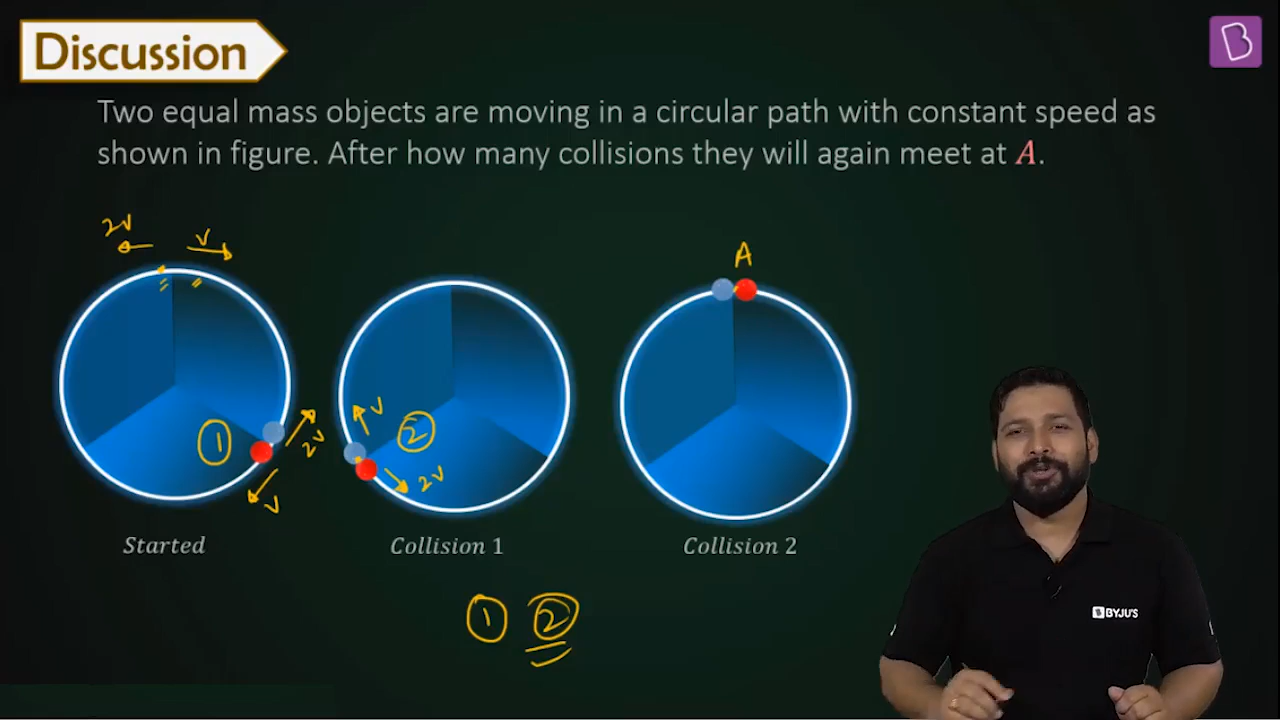 Discussion
Two equal mass objects are moving in a circular path with constant speed as
shown in figure. After how many collisions they will again meet at A.
2v
v
A
1
2v
v
v
2
2v
Started
Collision 1
Collision 2
1 2
B BYJU'S